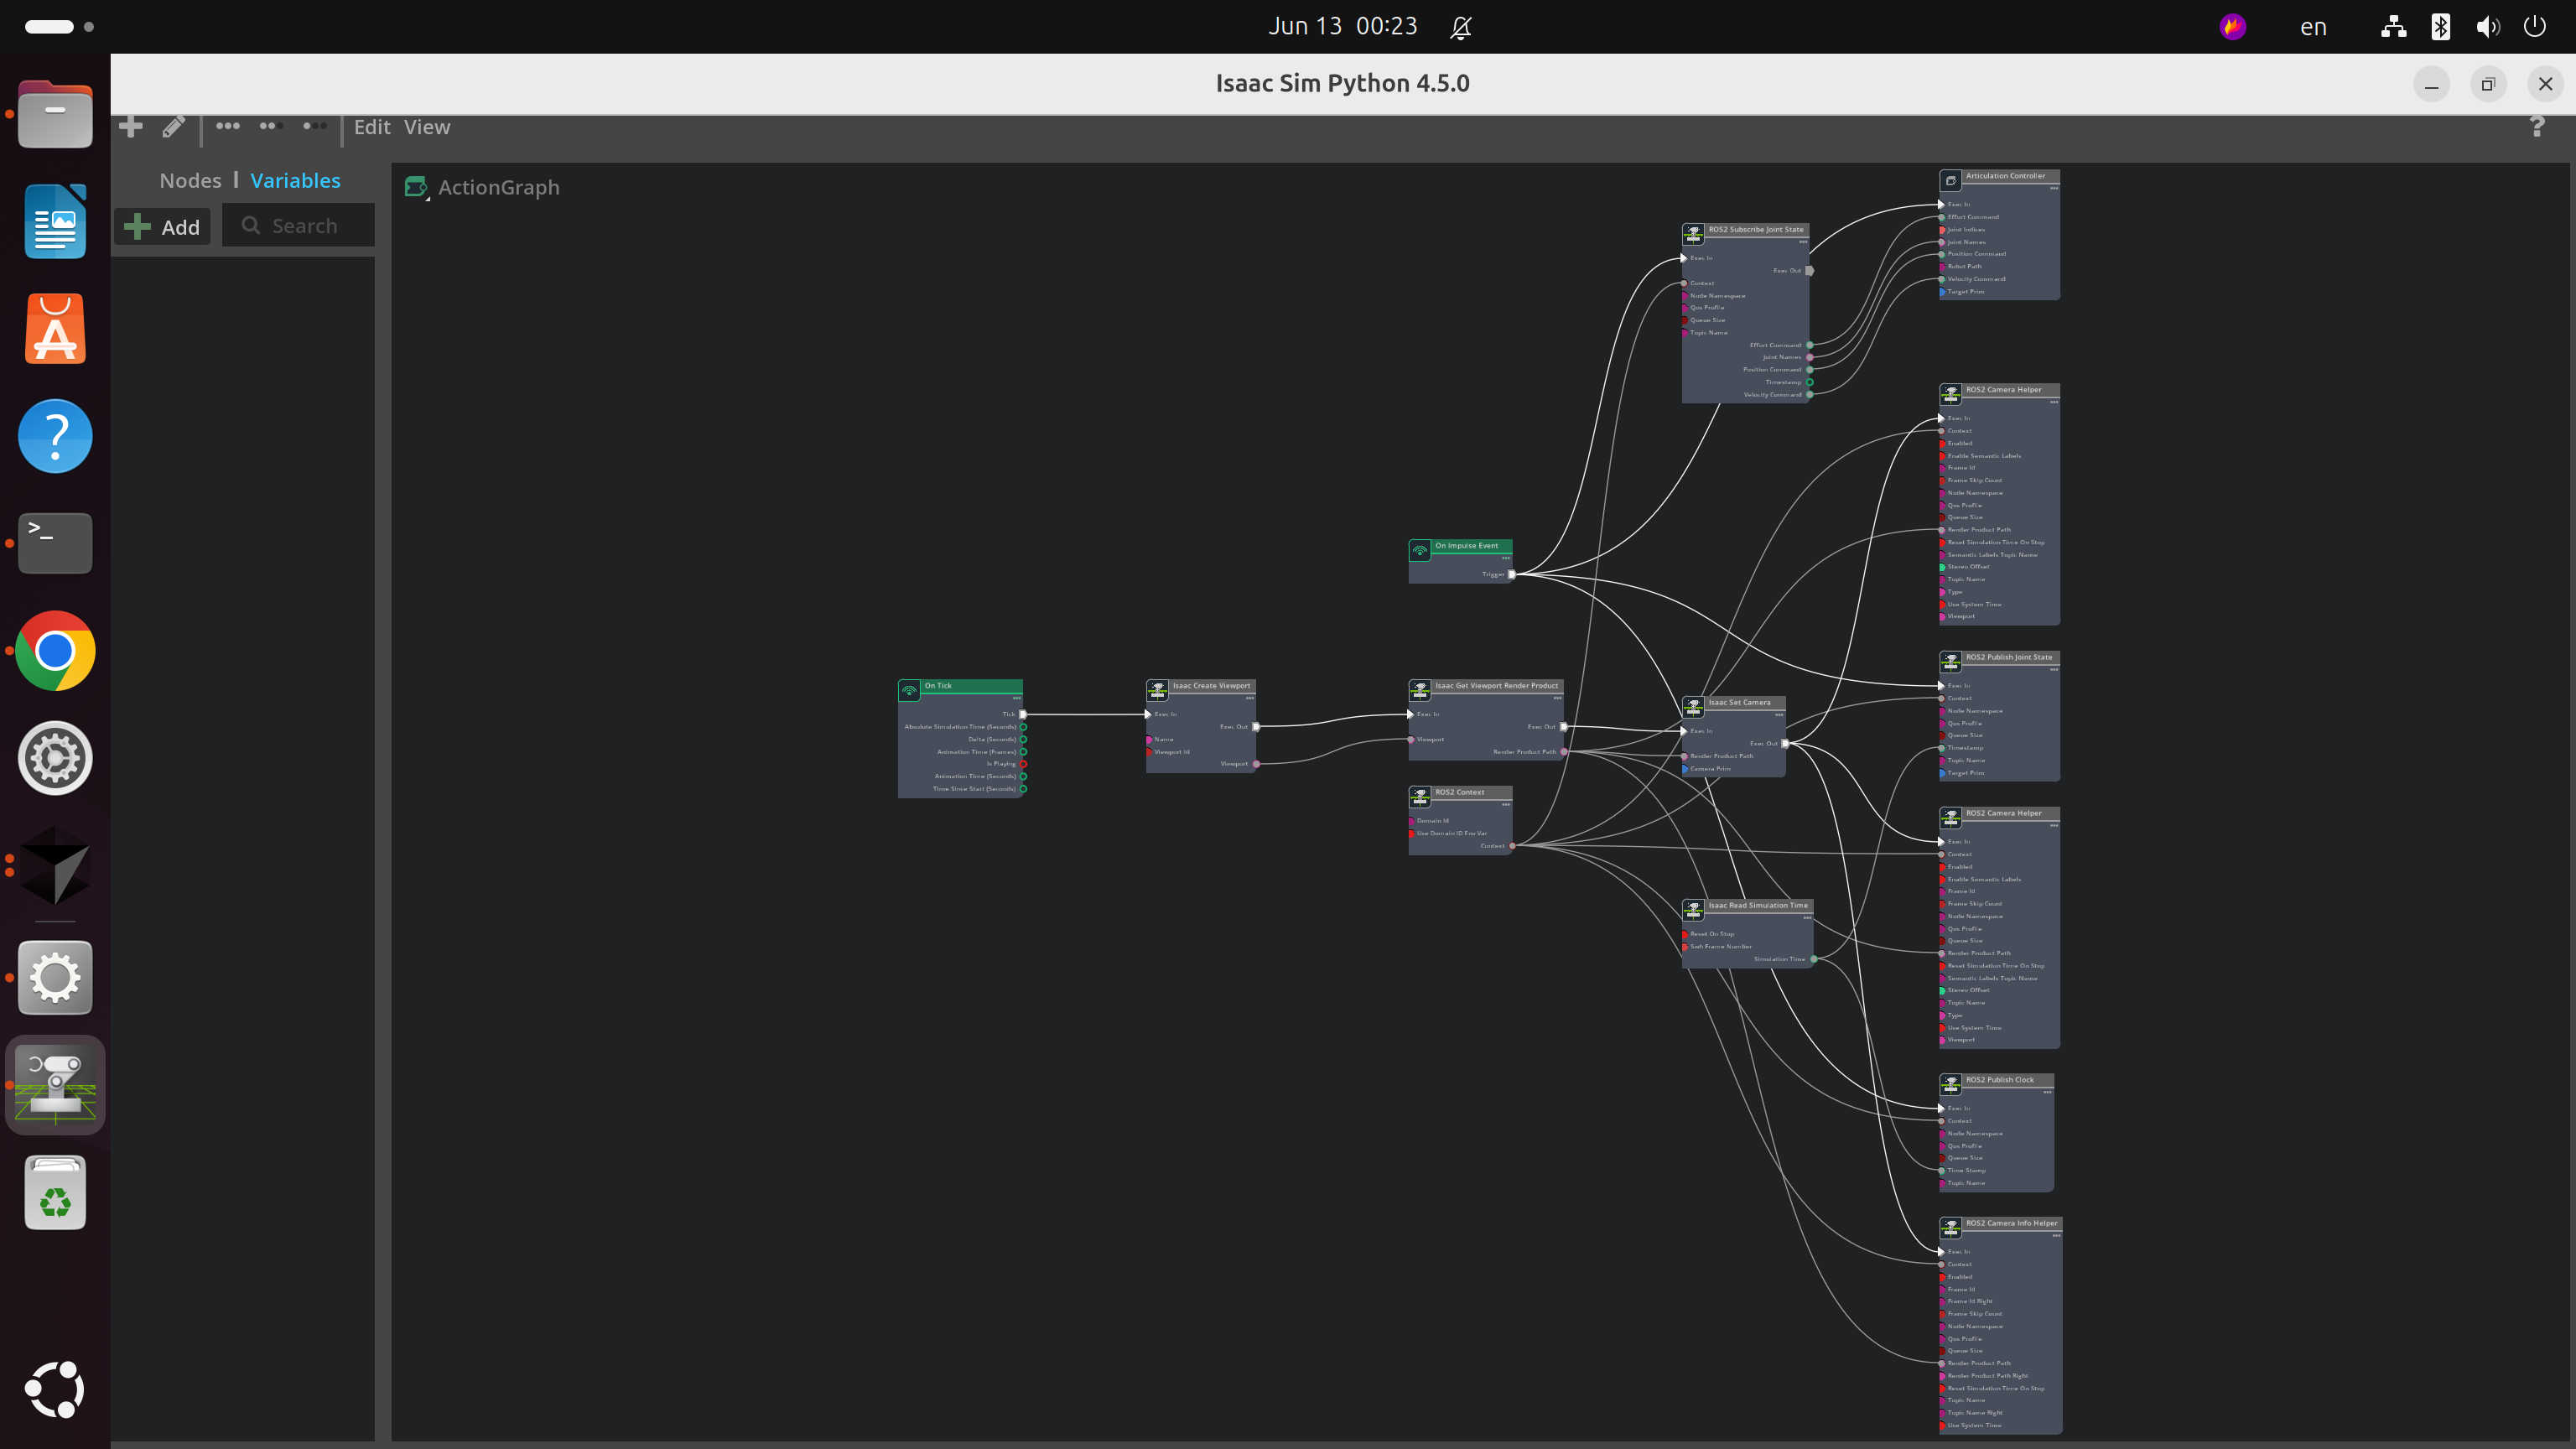 Jun 13 00:23
en
Isaac Sim Python 4.5.0
Edit View
?
Nodes | Variables
Add
Search
ActionGraph
On Tick
Tick
Absolute Simulation Time (Seconds)
Delta (Seconds)
Animation Time (Frames)
Is Playing
Animation Time (Seconds)
Time Since Start (Seconds)
Isaac Create Viewport
Exec In
Exec Out
Name
Viewport Id
Viewport
On Impulse Event
Trigger
Isaac Get Viewport Render Product
Exec In
Exec Out
Viewport
Render Product Path
ROS2 Context
Domain Id
Use Domain ID Env Var
Context
ROS2 Subscribe Joint State
Exec In
Exec Out
Context
Node Namespace
Qos Profile
Queue Size
Topic Name
Effort Command
Joint Names
Position Command
Timestamp
Velocity Command
Isaac Set Camera
Exec In
Exec Out
Render Product Path
Camera Prim
Isaac Read Simulation Time
Reset On Stop
Swh Frame Number
Simulation Time
Articulation Controller
Exec In
Effort Command
Joint Indices
Joint Names
Position Command
Robot Path
Velocity Command
Target Prim
ROS2 Camera Helper
Exec In
Context
Enabled
Enable Semantic Labels
Frame Id
Frame Skip Count
Node Namespace
Qos Profile
Queue Size
Render Product Path
Reset Simulation Time On Stop
Semantic Labels Topic Name
Stereo Offset
Topic Name
Type
Use System Time
Viewport
ROS2 Publish Joint State
Exec In
Context
Node Namespace
Qos Profile
Queue Size
Timestamp
Topic Name
Target Prim
ROS2 Camera Helper
Exec In
Context
Enabled
Enable Semantic Labels
Frame Id
Frame Skip Count
Node Namespace
Qos Profile
Queue Size
Render Product Path
Reset Simulation Time On Stop
Semantic Labels Topic Name
Stereo Offset
Topic Name
Type
Use System Time
Viewport
ROS2 Publish Clock
Exec In
Context
Node Namespace
Qos Profile
Queue Size
Time Stamp
Topic Name
ROS2 Camera Info Helper
Exec In
Context
Enabled
Frame Id
Frame Id Right
Frame Skip Count
Node Namespace
Qos Profile
Queue Size
Render Product Path
Render Product Path Right
Reset Simulation Time On Stop
Topic Name
Topic Name Right
Use System Time